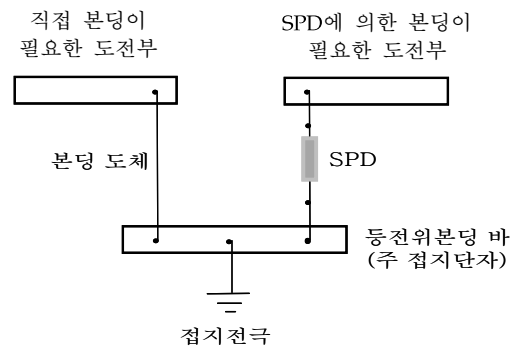 직접 본딩이
필요한 도전부
SPD에 의한 본딩이
필요한 도전부
본딩 도체
SPD
등전위본딩 바
(주 접지단자)
접지전극